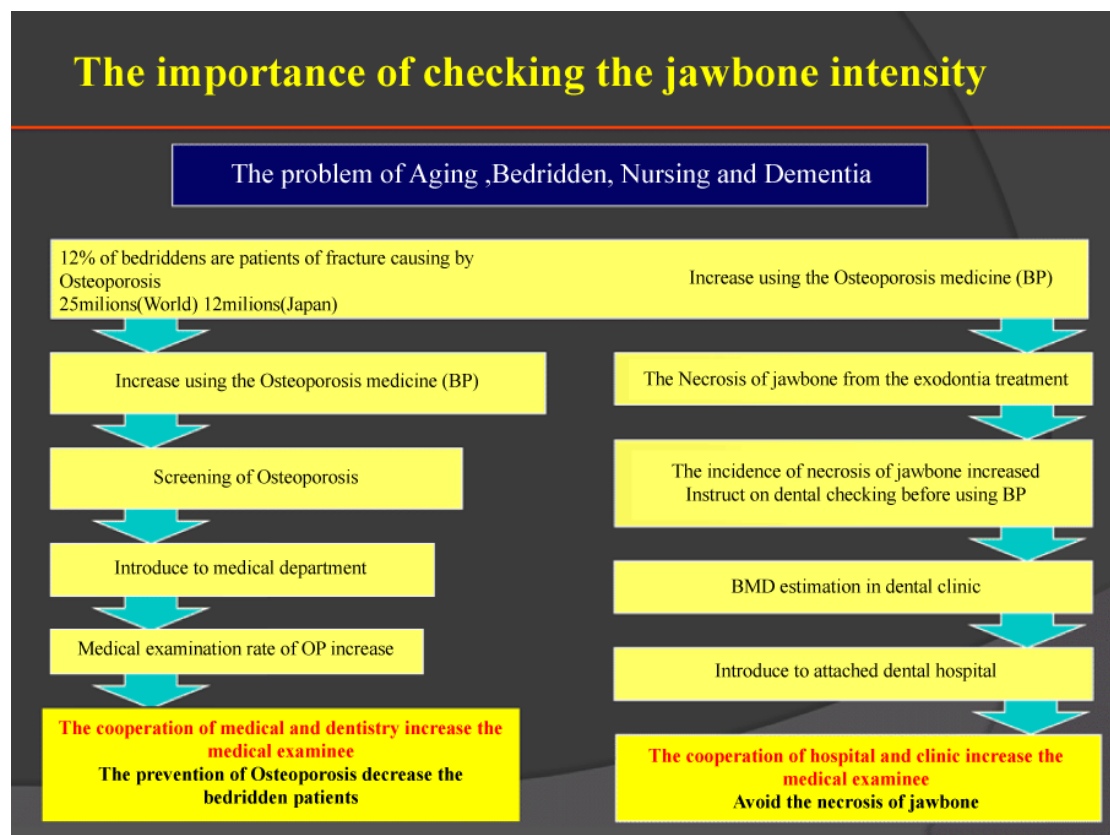 The importance of checking the jawbone intensity
The problem of Aging ,Bedridden, Nursing and Dementia
12% of bedriddens are patients of fracture causing by
Osteoporosis
25milions(World) 12milions(Japan)
Increase using the Osteoporosis medicine (BP)
Increase using the Osteoporosis medicine (BP)
Screening of Osteoporosis
Introduce to medical department
Medical examination rate of OP increase
The cooperation of medical and dentistry increase the
medical examinee
The prevention of Osteoporosis decrease the
bedridden patients
The Necrosis of jawbone from the exodontia treatment
The incidence of necrosis of jawbone increased
Instruct on dental checking before using BP
BMD estimation in dental clinic
Introduce to attached dental hospital
The cooperation of hospital and clinic increase the
medical examinee
Avoid the necrosis of jawbone